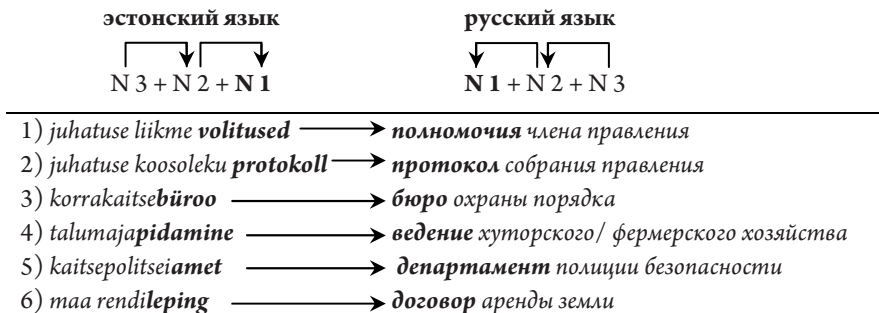 эстонский язык русский язык
N 3 + N 2 + N 1 N 1 + N 2 + N 3
1) juhatuse liikme volitused полномочия члена правления
2) juhatuse koosoleku protokoll протокол собрания правления
3) korrakaitsebüroo бюро охраны порядка
4) talumajapidamine ведение хуторского/ фермерского хозяйства
5) kaitsepolitseiamet департамент полиции безопасности
6) maa rendileping договор аренды земли